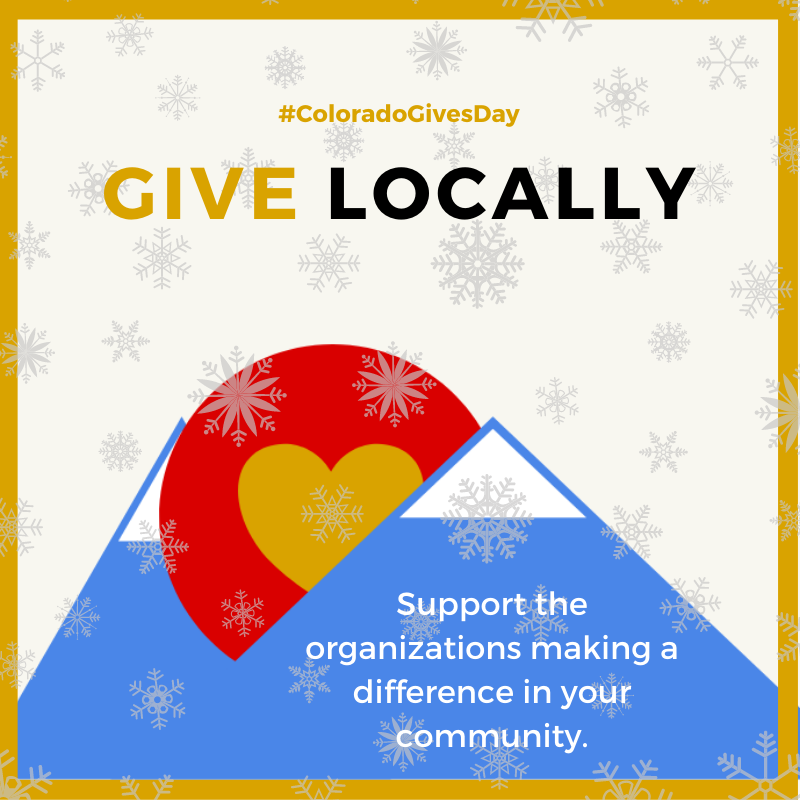 #ColoradoGivesDay
GIVE LOCALLY
Support the
organizations making a
difference in your
community.